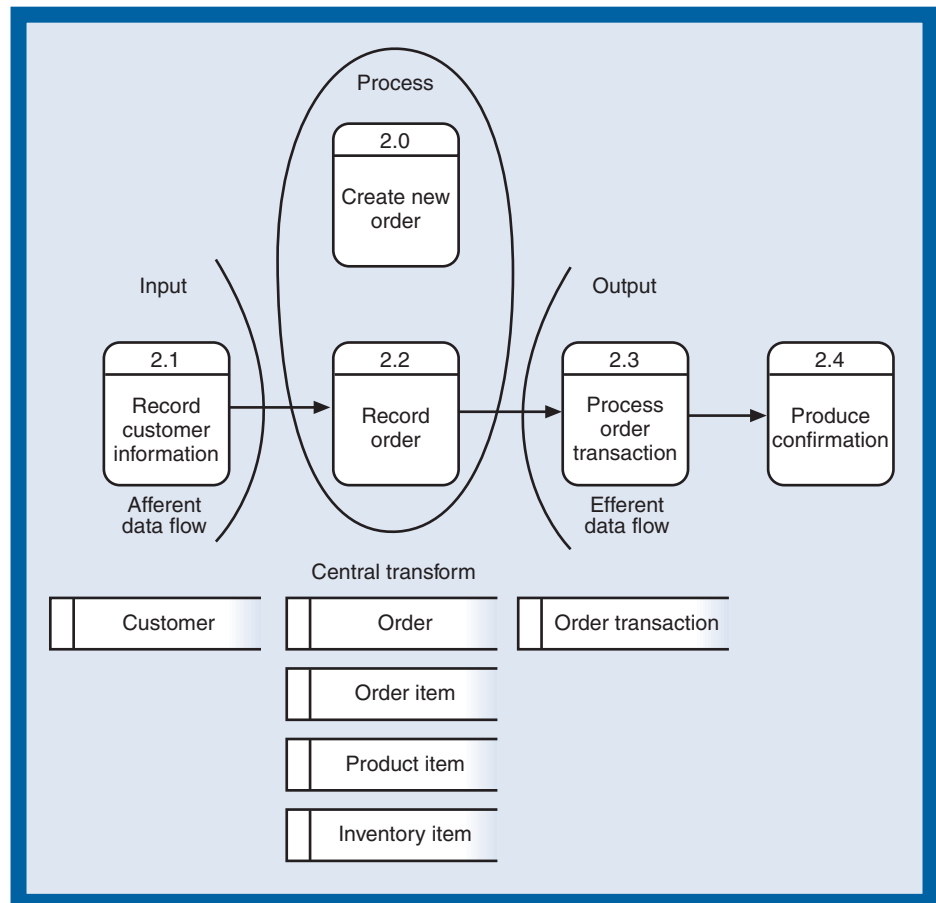 Process
2.0
Create new
order
Input
Output
2.1
Record
customer
information
2.2
Record
order
2.3
Process
order
transaction
2.4
Produce
confirmation
Afferent
data flow
Efferent
data flow
Central transform
Customer
Order
Order transaction
Order item
Product item
Inventory item